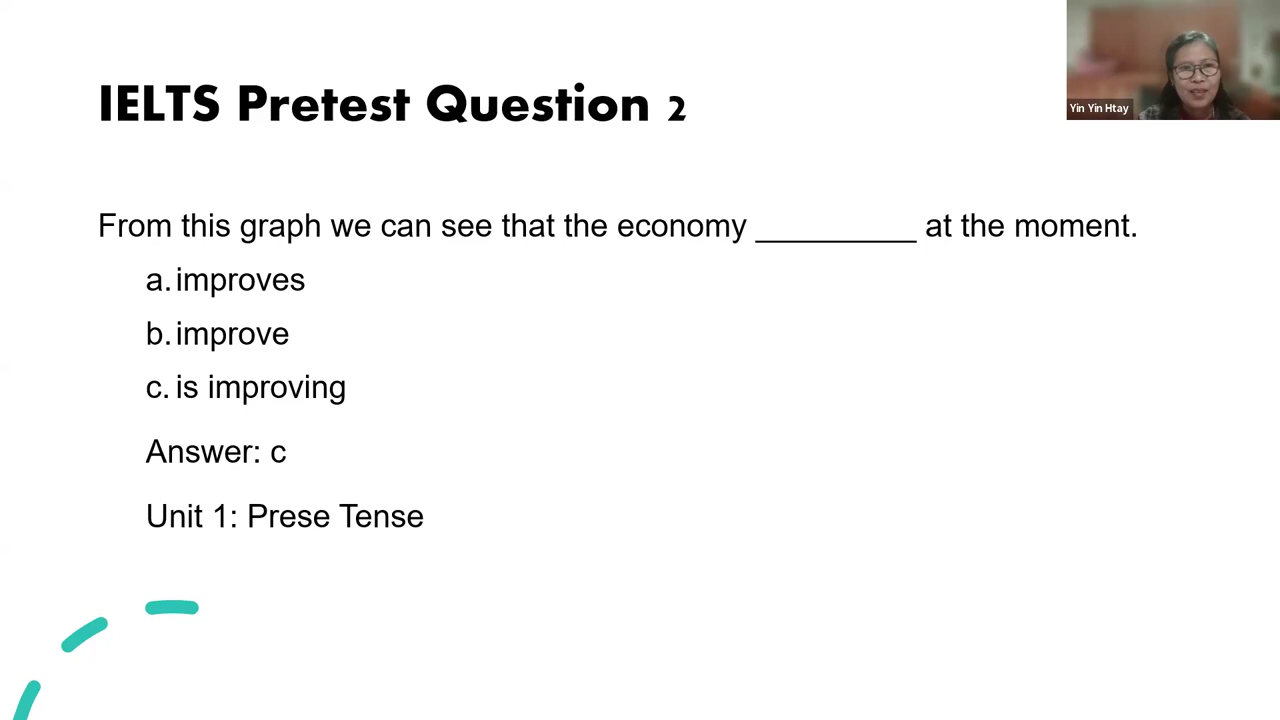 IELTS Pretest Question 2
Yin Yin Htay
From this graph we can see that the economy _________ at the moment.
a. improves
b. improve
c. is improving
Answer: c
Unit 1: Prese Tense